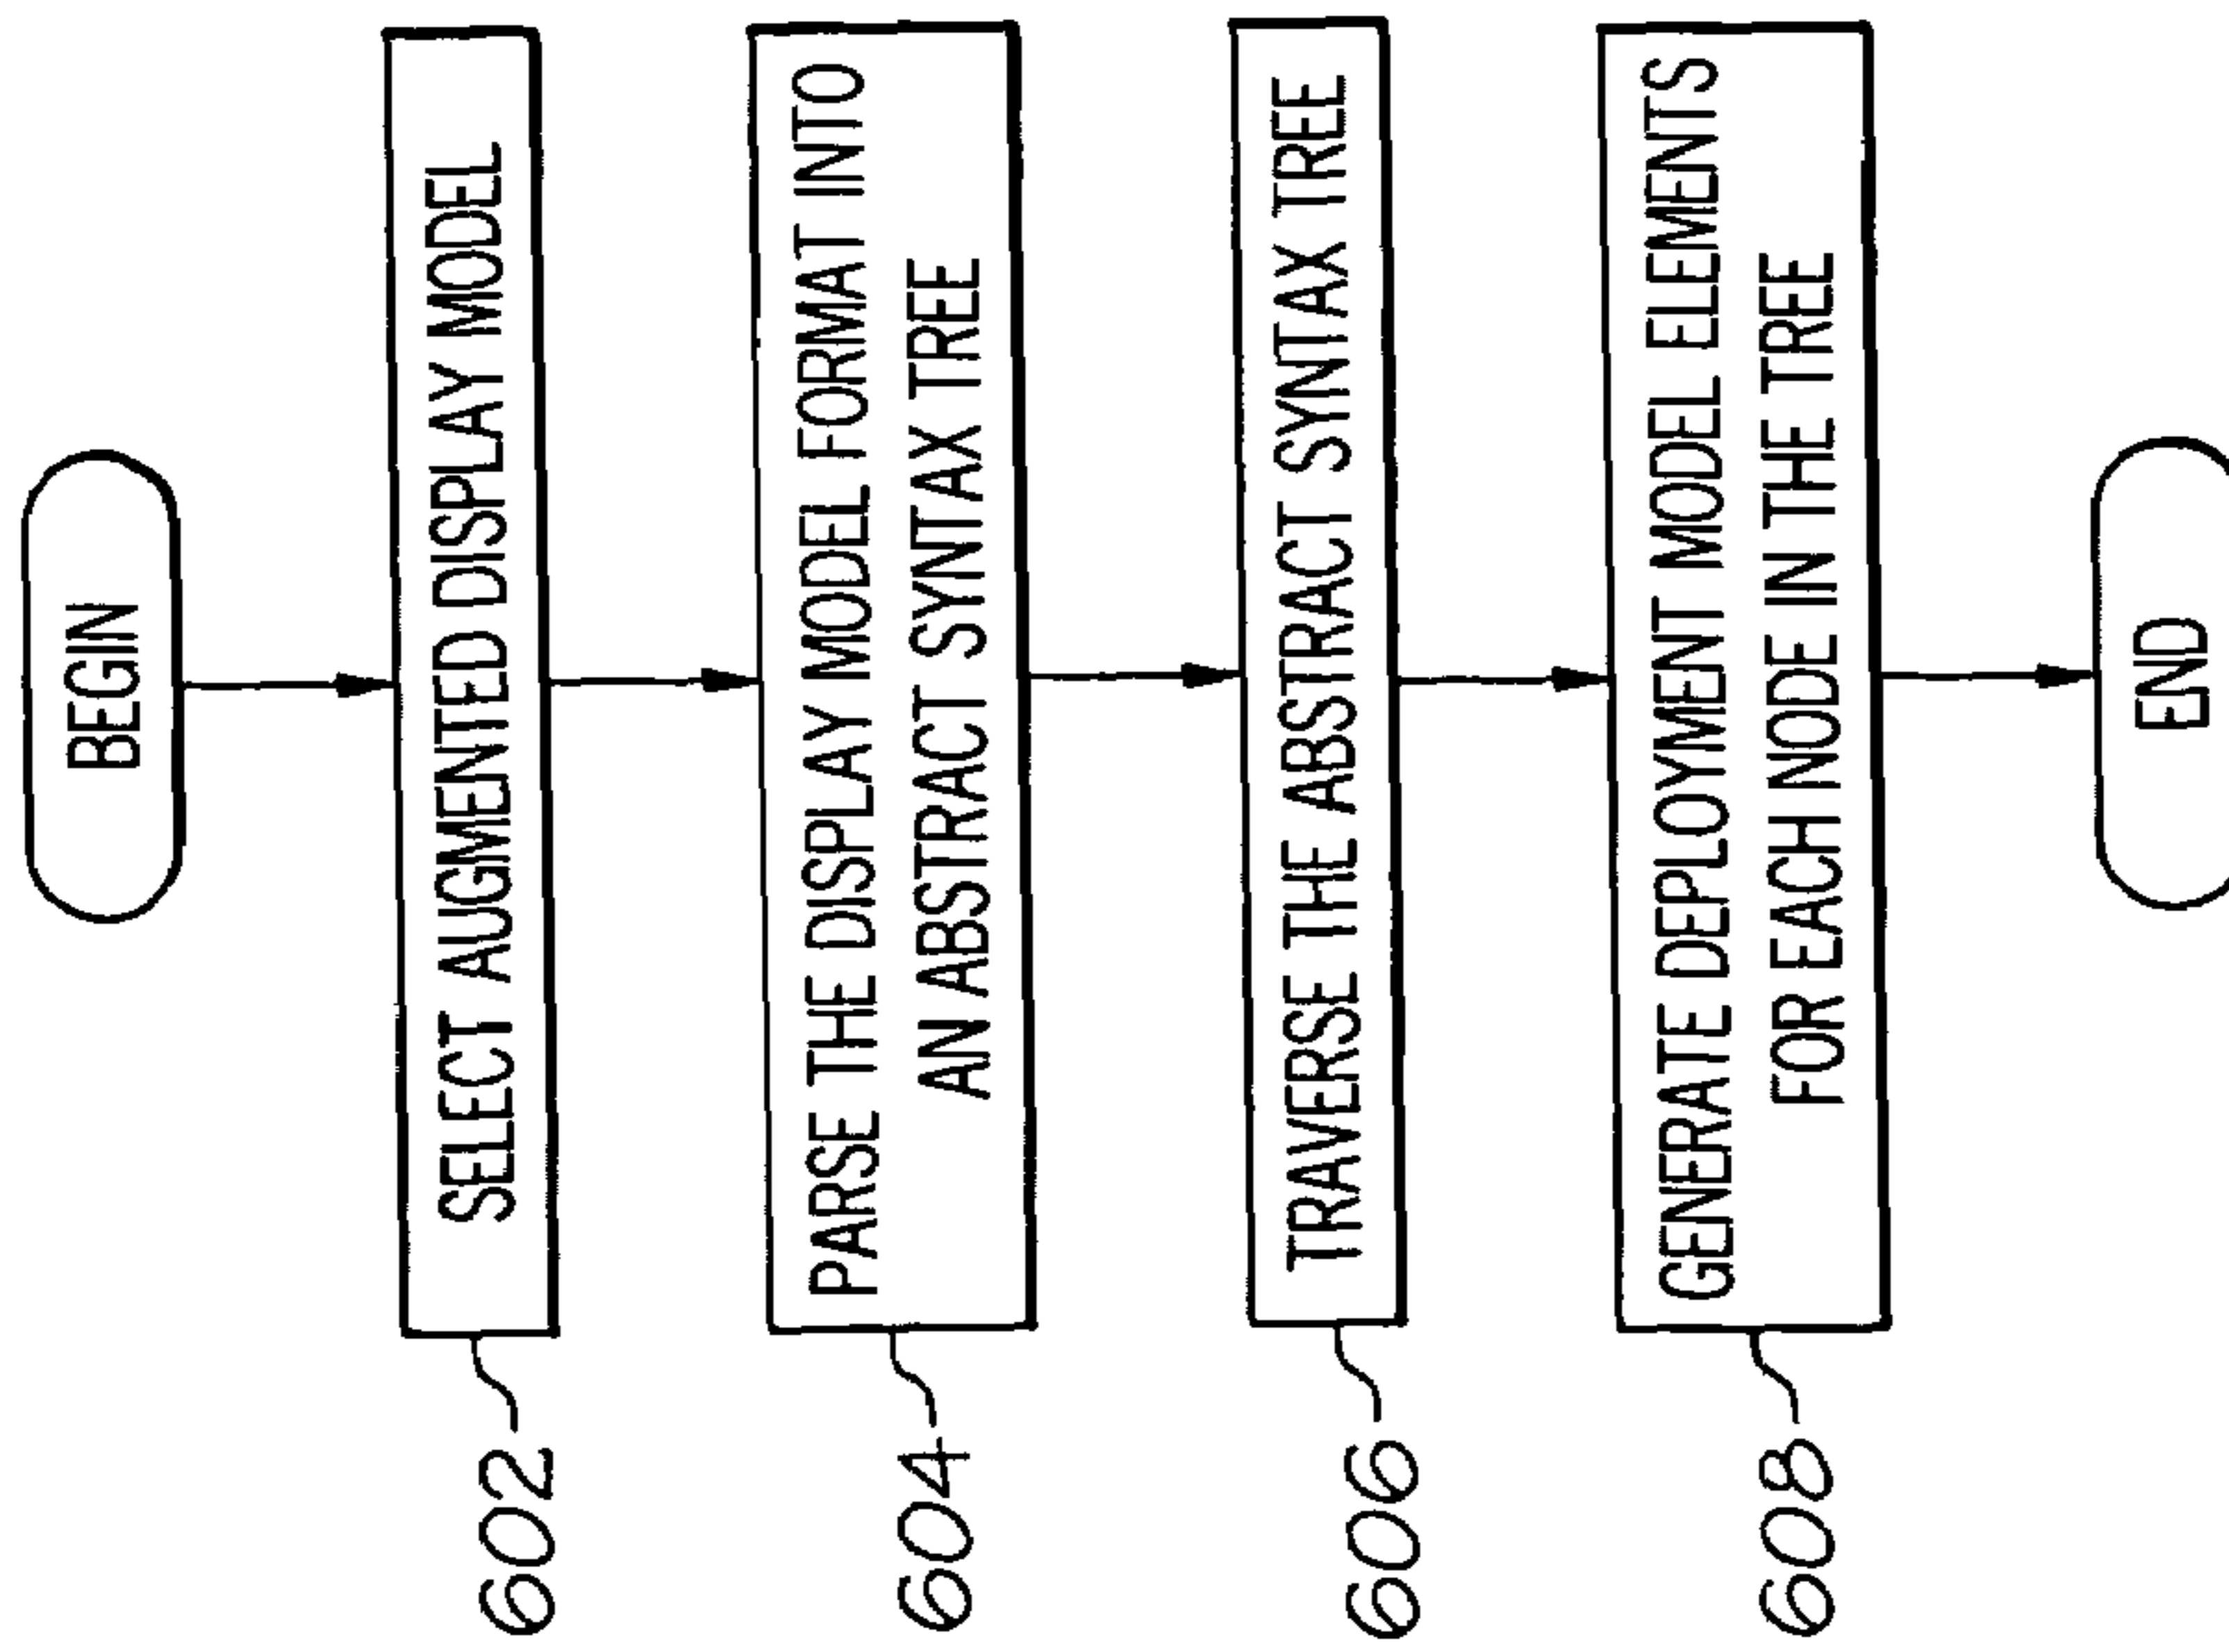 BEGIN
602
SELECT AUGMENTED DISPLAY MODEL
604
PARSE THE DISPLAY MODEL FORMAT INTO
AN ABSTRACT SYNTAX TREE
606
TRAVERSE THE ABSTRACT SYNTAX TREE
608
GENERATE DEPLOYMENT MODEL ELEMENTS
FOR EACH NODE IN THE TREE
END